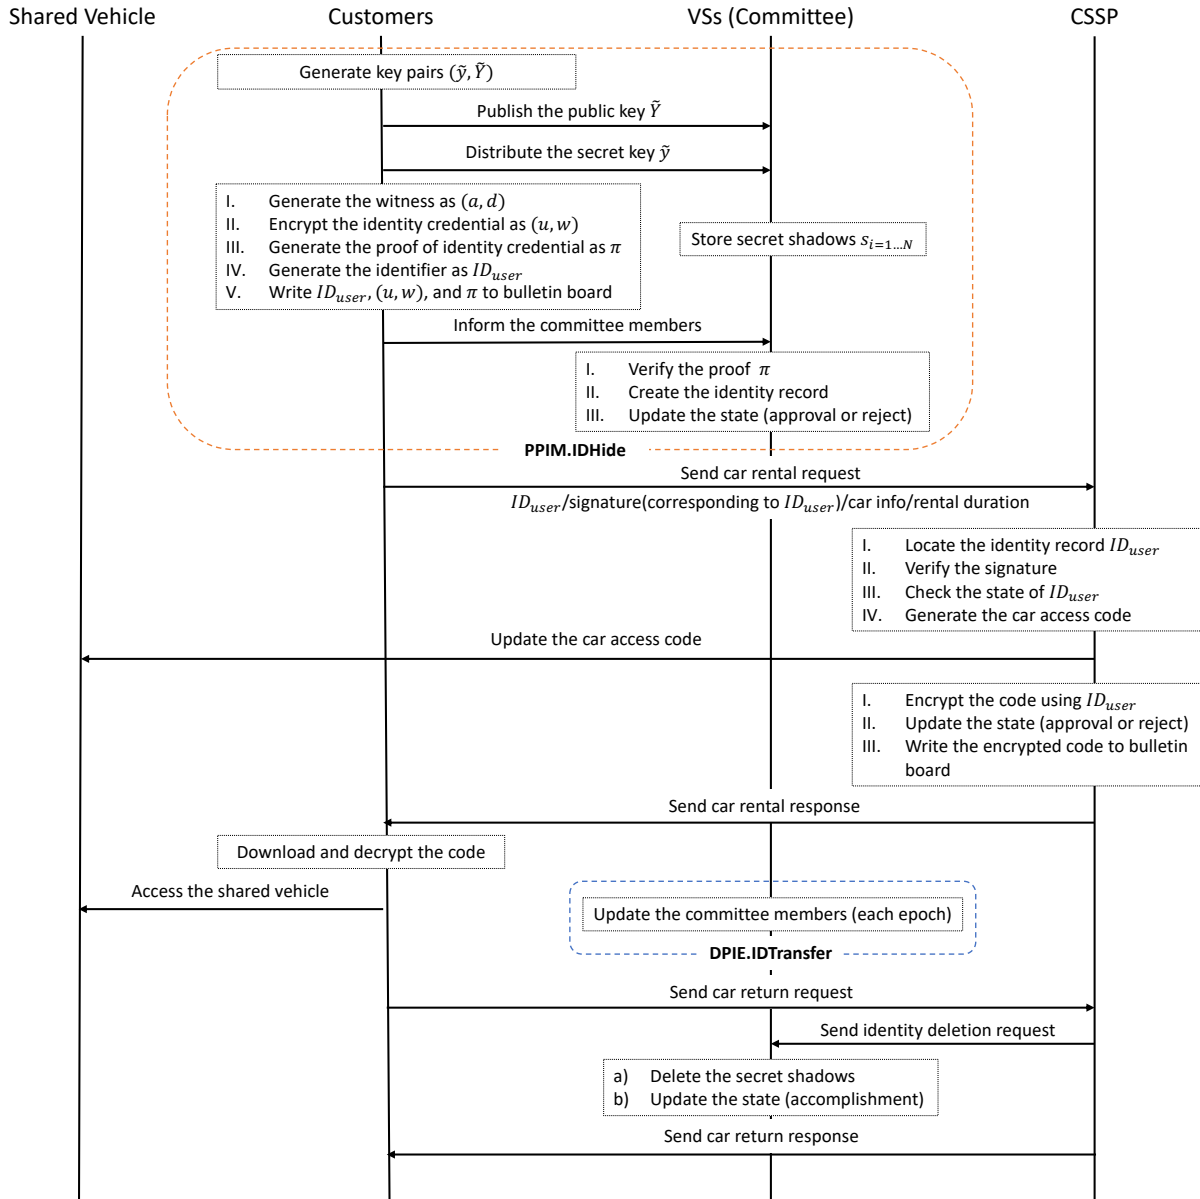 Shared Vehicle
Customers
VSs (Committee)
CSSP
Generate key pairs (ỹ, Ỹ)
Publish the public key Ỹ
Distribute the secret key ỹ
I. Generate the witness as (a, d)
II. Encrypt the identity credential as (u, w)
III. Generate the proof of identity credential as π
IV. Generate the identifier as ID_user
V. Write ID_user, (u, w), and π to bulletin board
Store secret shadows s_{i=1…N}
Inform the committee members
I. Verify the proof π
II. Create the identity record
III. Update the state (approval or reject)
PPIM.IDHide
Send car rental request
ID_user/signature(corresponding to ID_user)/car info/rental duration
I. Locate the identity record ID_user
II. Verify the signature
III. Check the state of ID_user
IV. Generate the car access code
Update the car access code
I. Encrypt the code using ID_user
II. Update the state (approval or reject)
III. Write the encrypted code to bulletin
board
Send car rental response
Download and decrypt the code
Access the shared vehicle
Update the committee members (each epoch)
DPIE.IDTransfer
Send car return request
Send identity deletion request
a) Delete the secret shadows
b) Update the state (accomplishment)
Send car return response